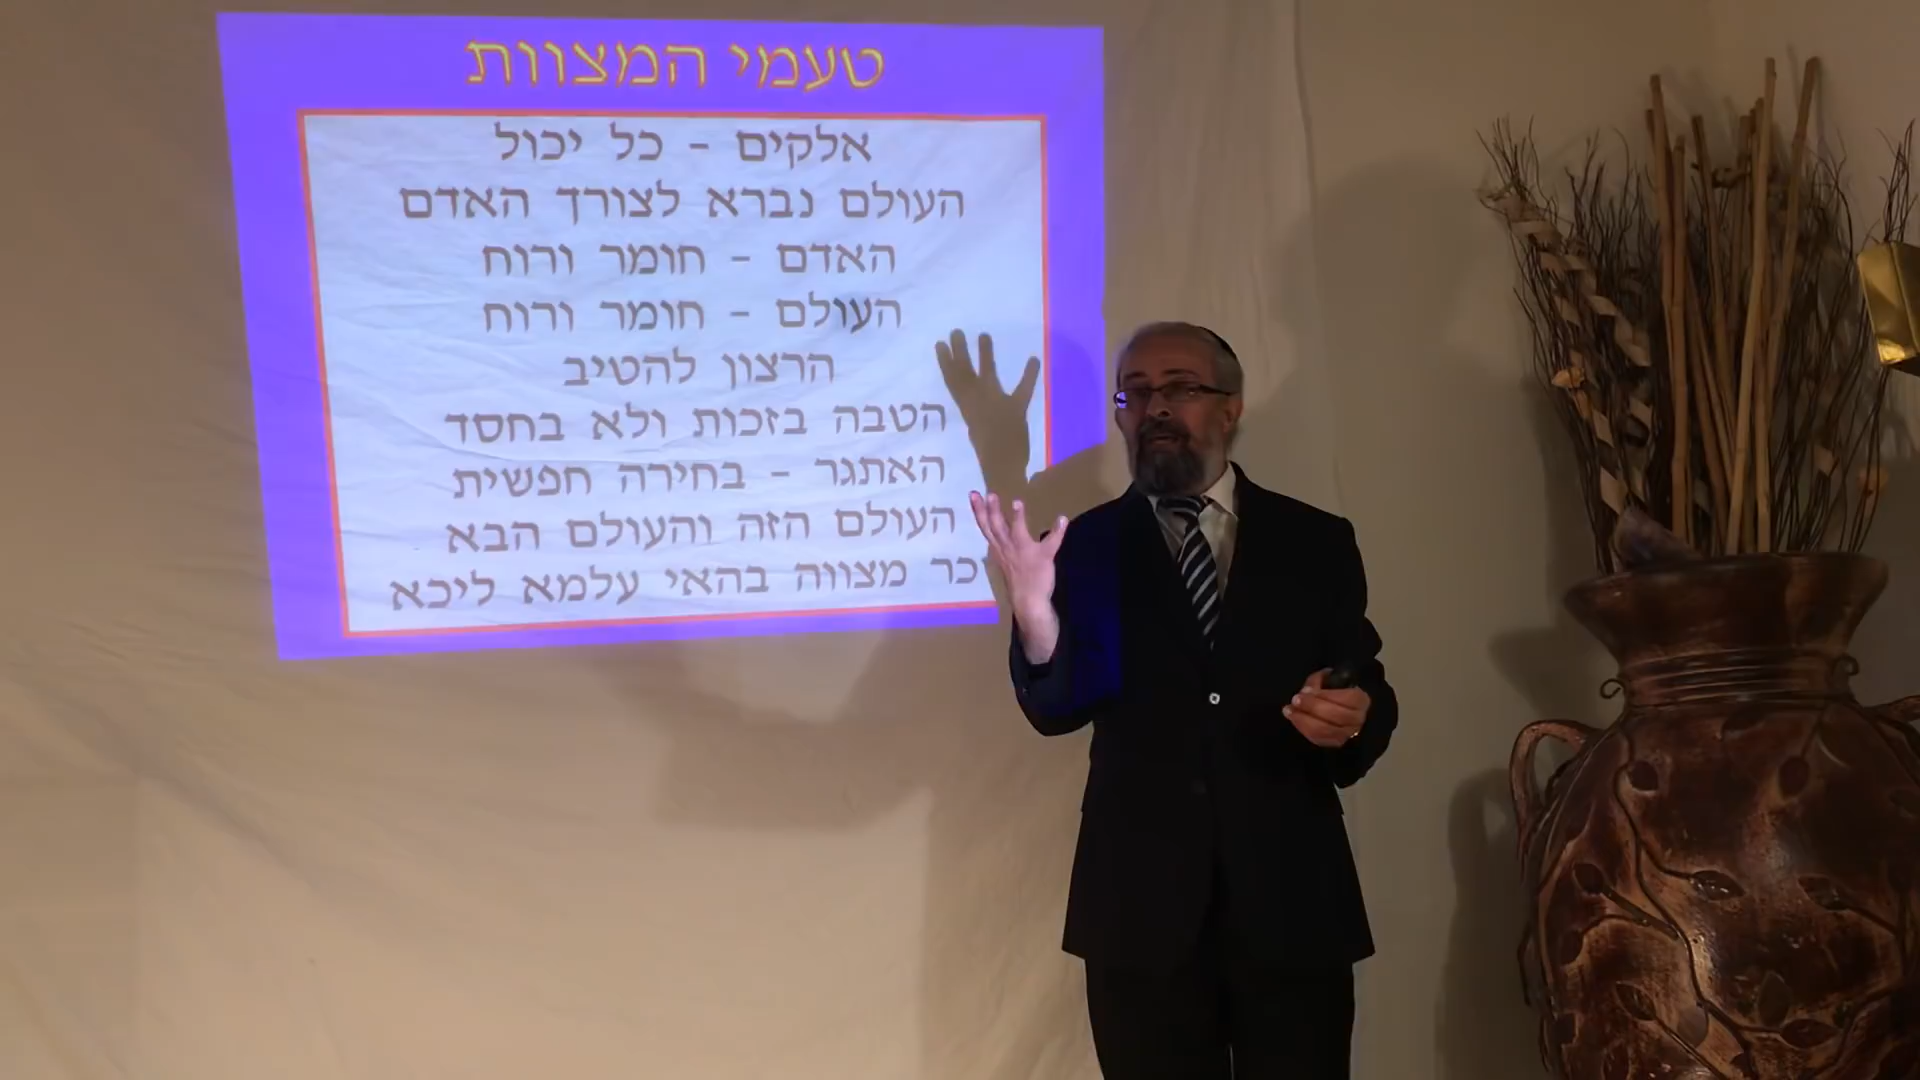 טעמי המצוות
אלקים - כל יכול
העולם נברא לצורך האדם
האדם - חומר ורוח
העולם - חומר ורוח
הרצון להטיב
הטבה בזכות ולא בחסד
האתגר - בחירה חפשית
העולם הזה והעולם הבא
מצווה בהאי עלמא ליכא